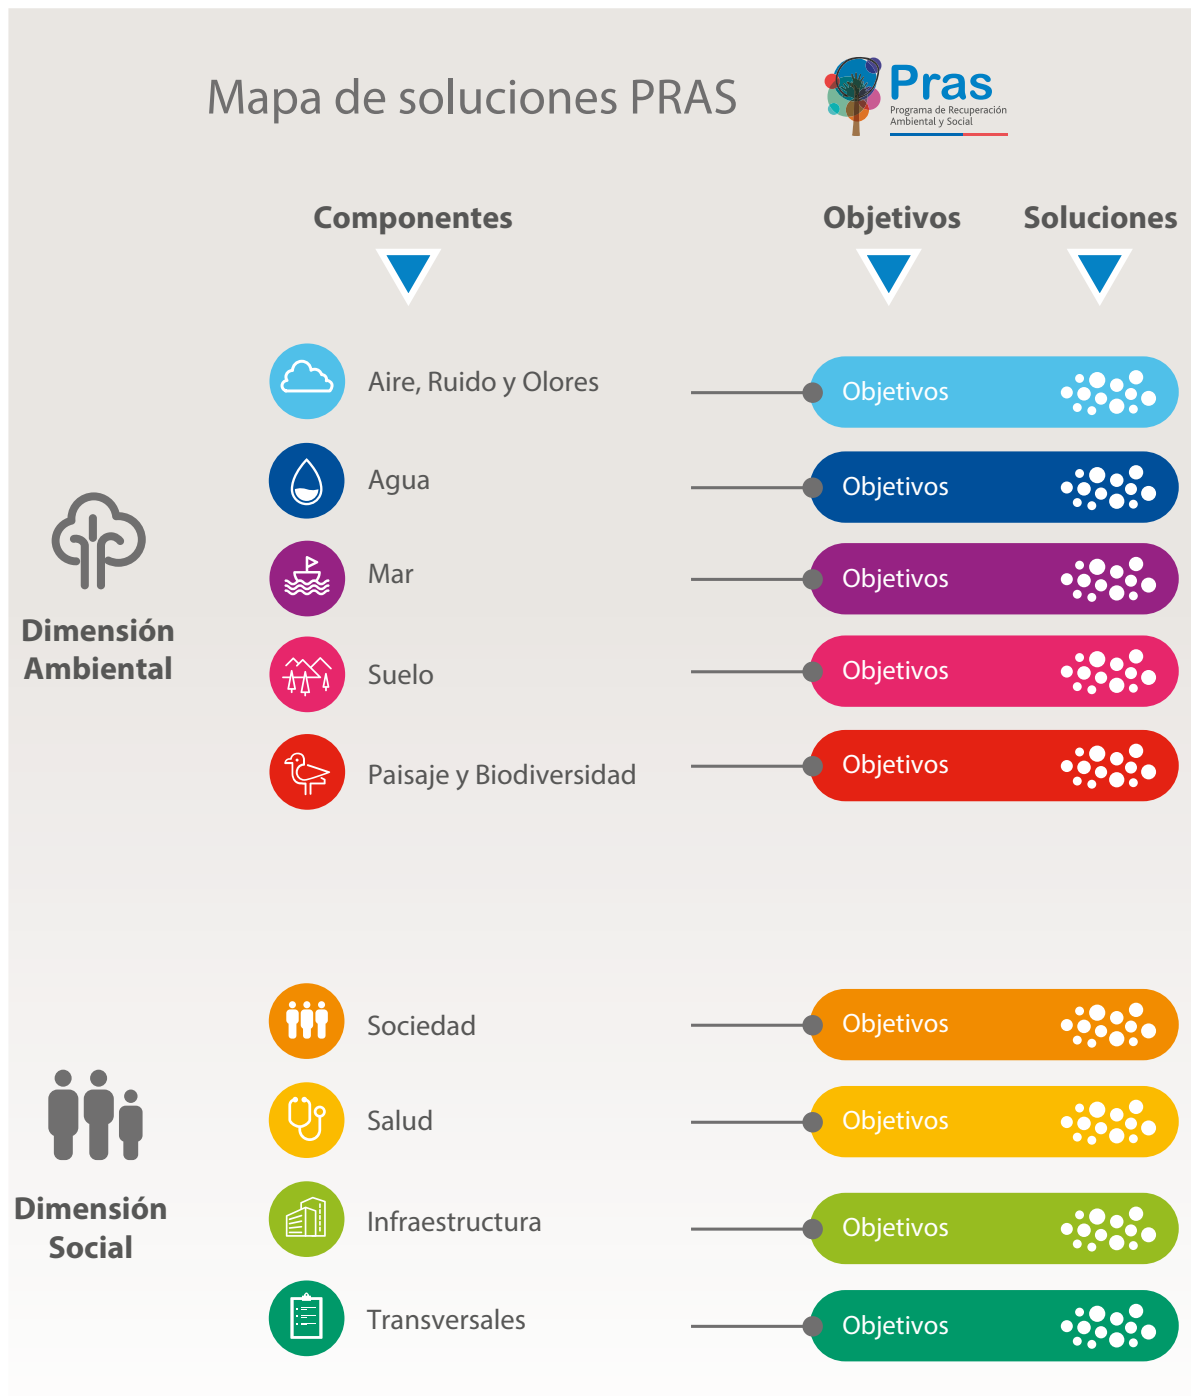 Mapa de soluciones PRAS
Pras
Programa de Recuperación
Ambiental y Social
Componentes
Objetivos
Soluciones
Dimensión
Ambiental
Aire, Ruido y Olores
Objetivos
Agua
Objetivos
Mar
Objetivos
Suelo
Objetivos
Paisaje y Biodiversidad
Objetivos
Dimensión
Social
Sociedad
Objetivos
Salud
Objetivos
Infraestructura
Objetivos
Transversales
Objetivos